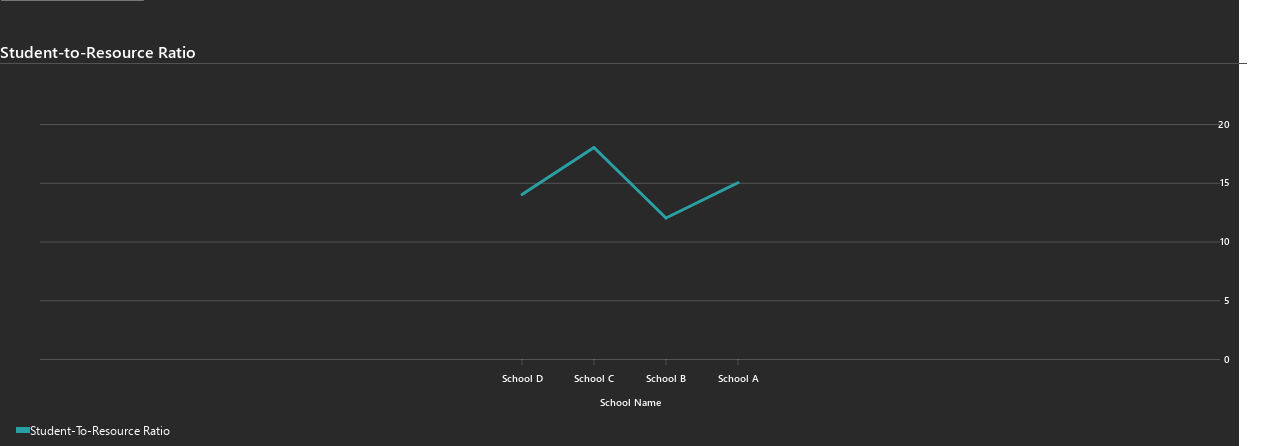 Student-to-Resource Ratio
20
15
10
5
0
School D School C School B School A
School Name
Student-To-Resource Ratio